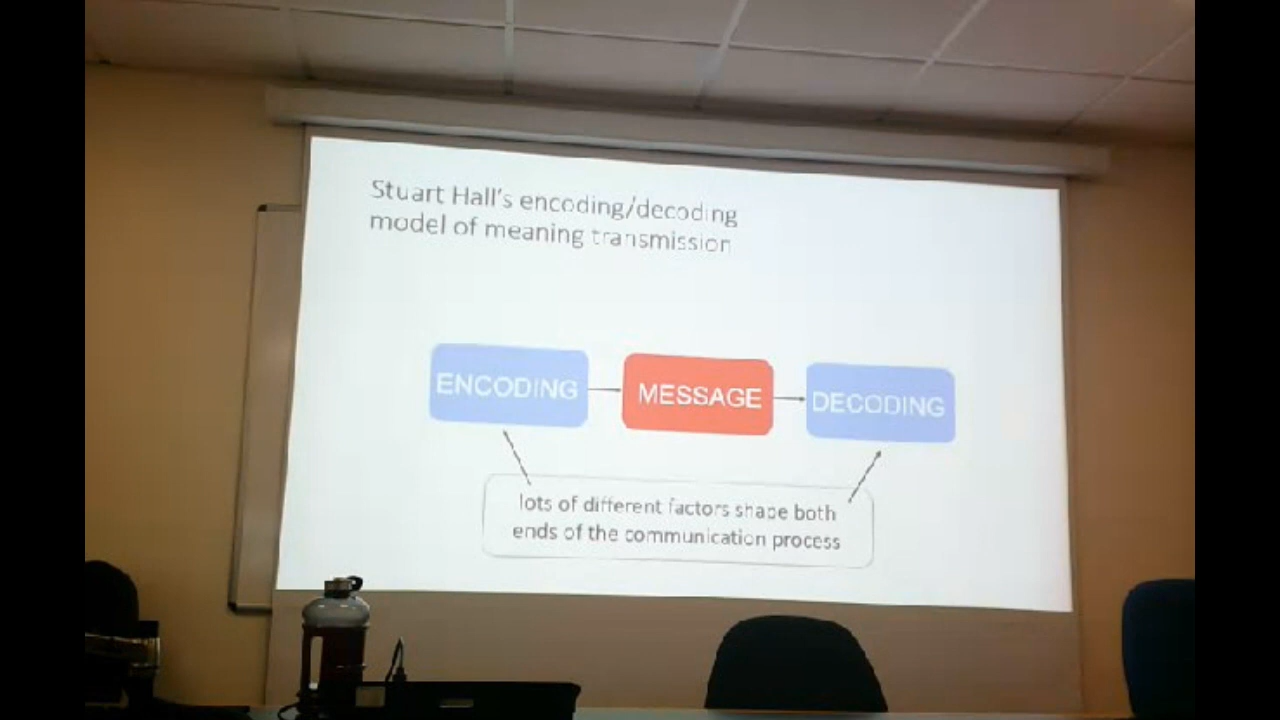 Stuart Hall's encoding/decoding
model of meaning transmission
ENCODING
MESSAGE
DECODING
lots of different factors shape both
ends of the communication process